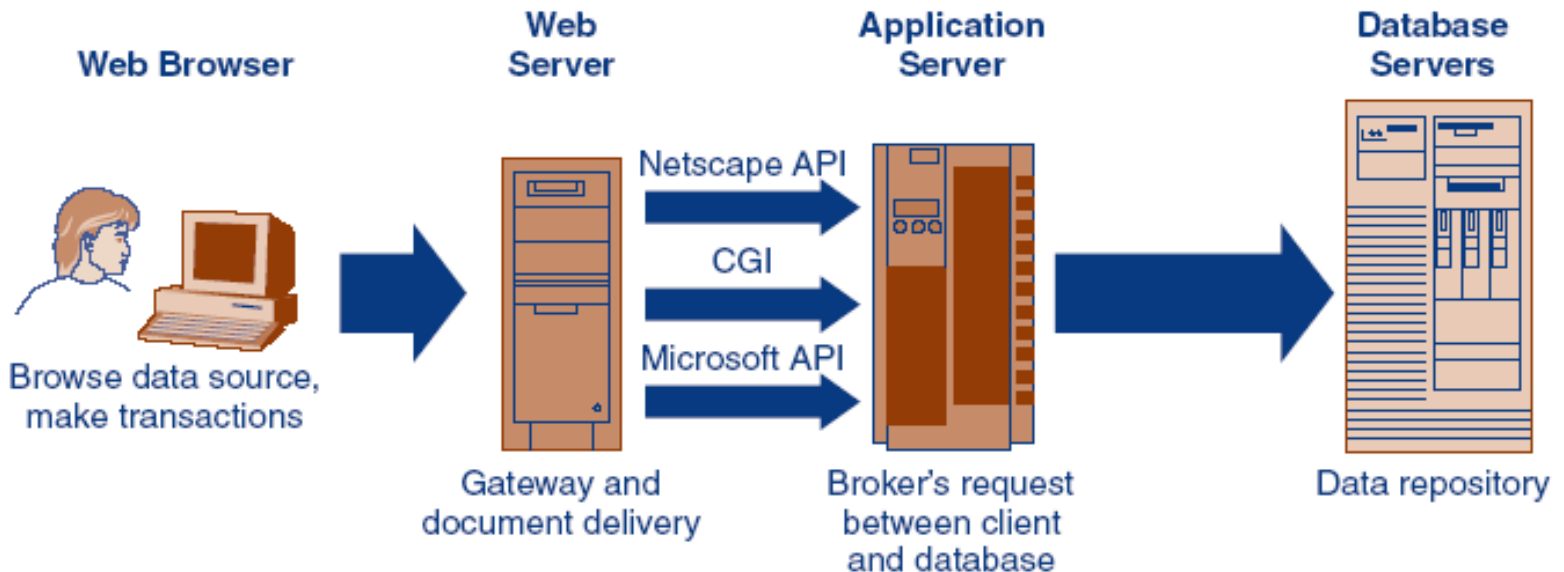 Web Browser
Web
Server
Application
Server
Database
Servers
Netscape API
CGI
Microsoft API
Browse data source,
make transactions
Gateway and
document delivery
Broker's request
between client
and database
Data repository